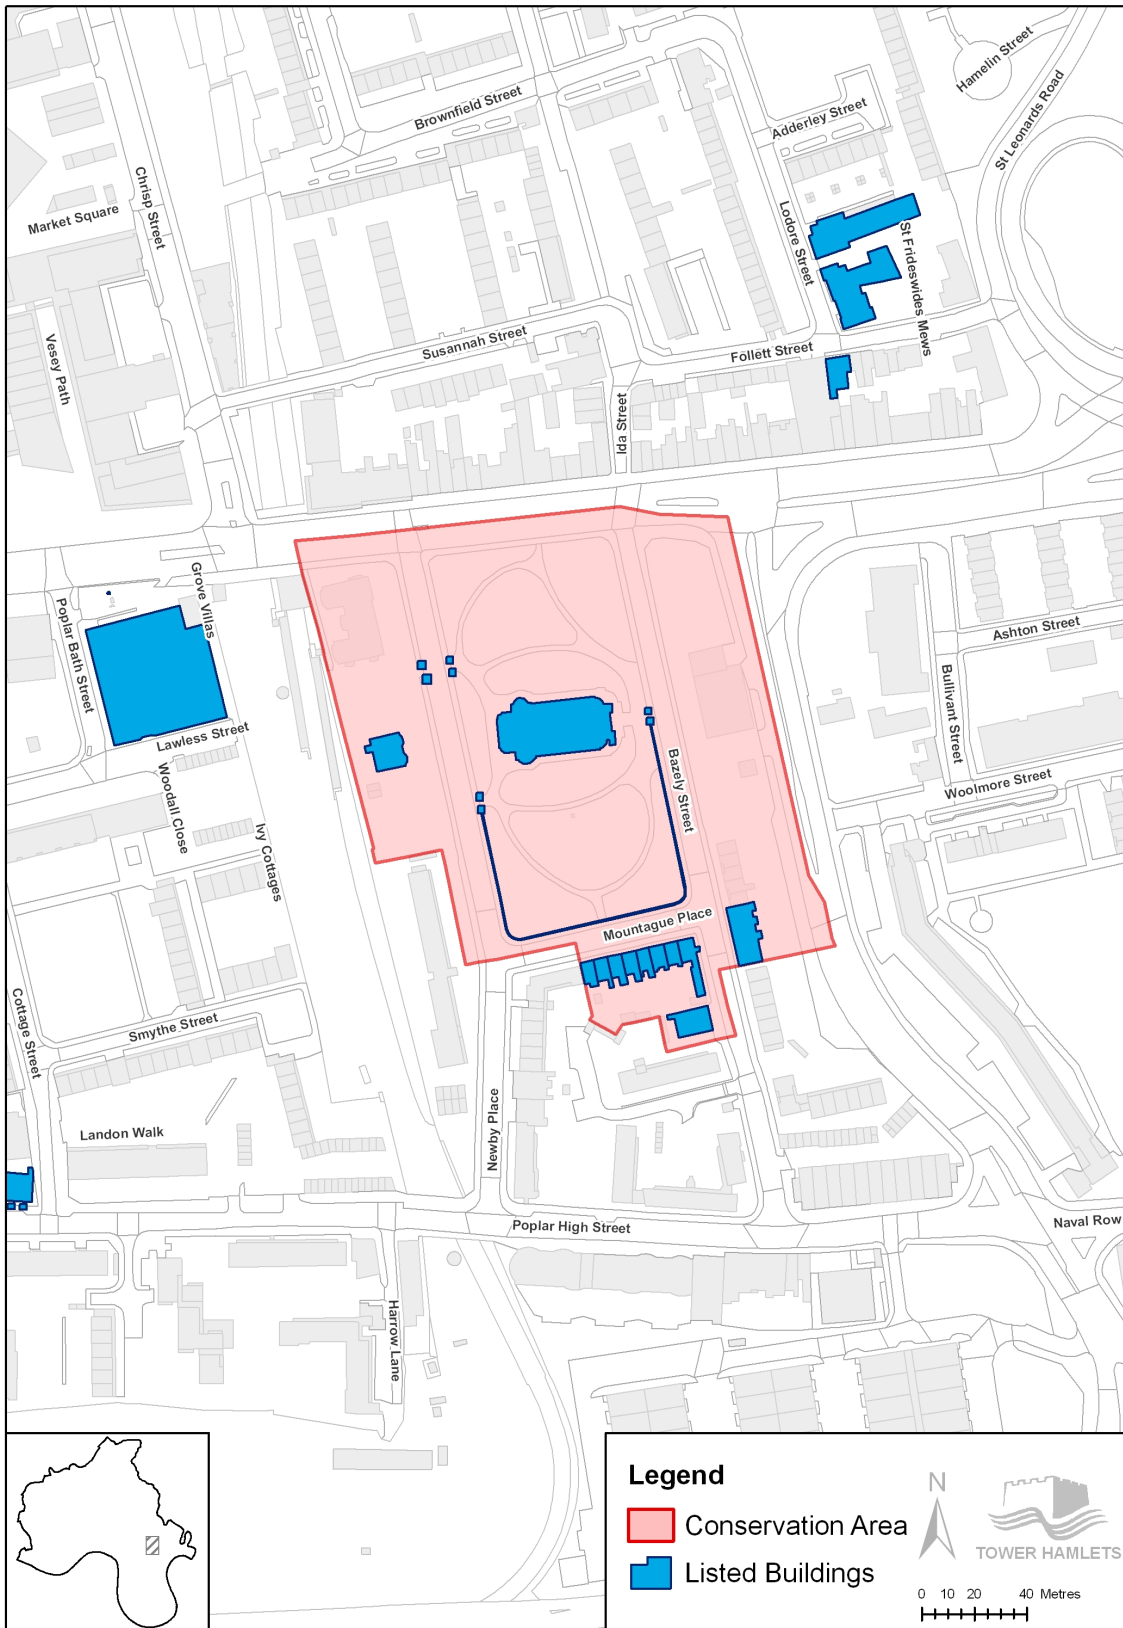 Hamelin Street
Brownfield Street
Adderley Street
St Leonards Road
Chrisp Street
Market Square
Lodore Street
St Frideswides Mews
Susannah Street
Follett Street
Vesey Path
Ida Street
Grove Villas
Poplar Bath Street
Ashton Street
Bullivant Street
Lawless Street
Bazely Street
Woolmore Street
Woodall Close
Ivy Cottages
Mountague Place
Cottage Street
Smythe Street
Newby Place
Landon Walk
Poplar High Street
Naval Row
Harrow Lane
Legend
Conservation Area
Listed Buildings
N
TOWER HAMLETS
0 10 20 40 Metres